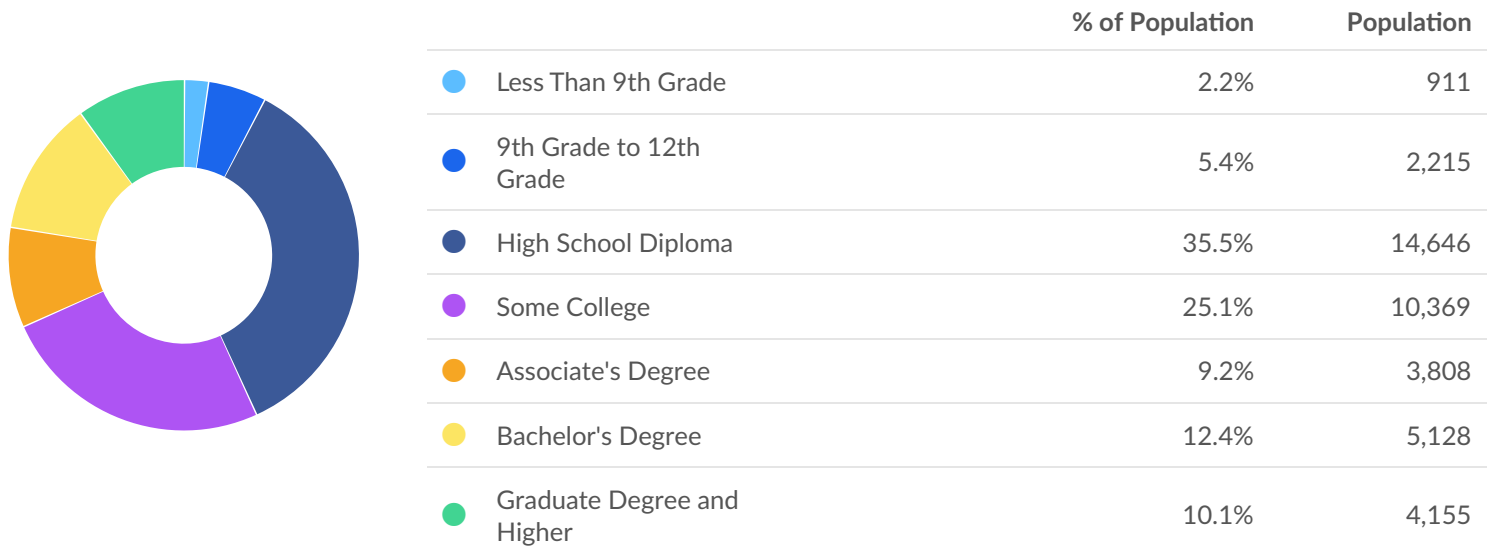 % of Population Population
Less Than 9th Grade 2.2% 911
9th Grade to 12th
Grade 5.4% 2,215
High School Diploma 35.5% 14,646
Some College 25.1% 10,369
Associate's Degree 9.2% 3,808
Bachelor's Degree 12.4% 5,128
Graduate Degree and
Higher 10.1% 4,155